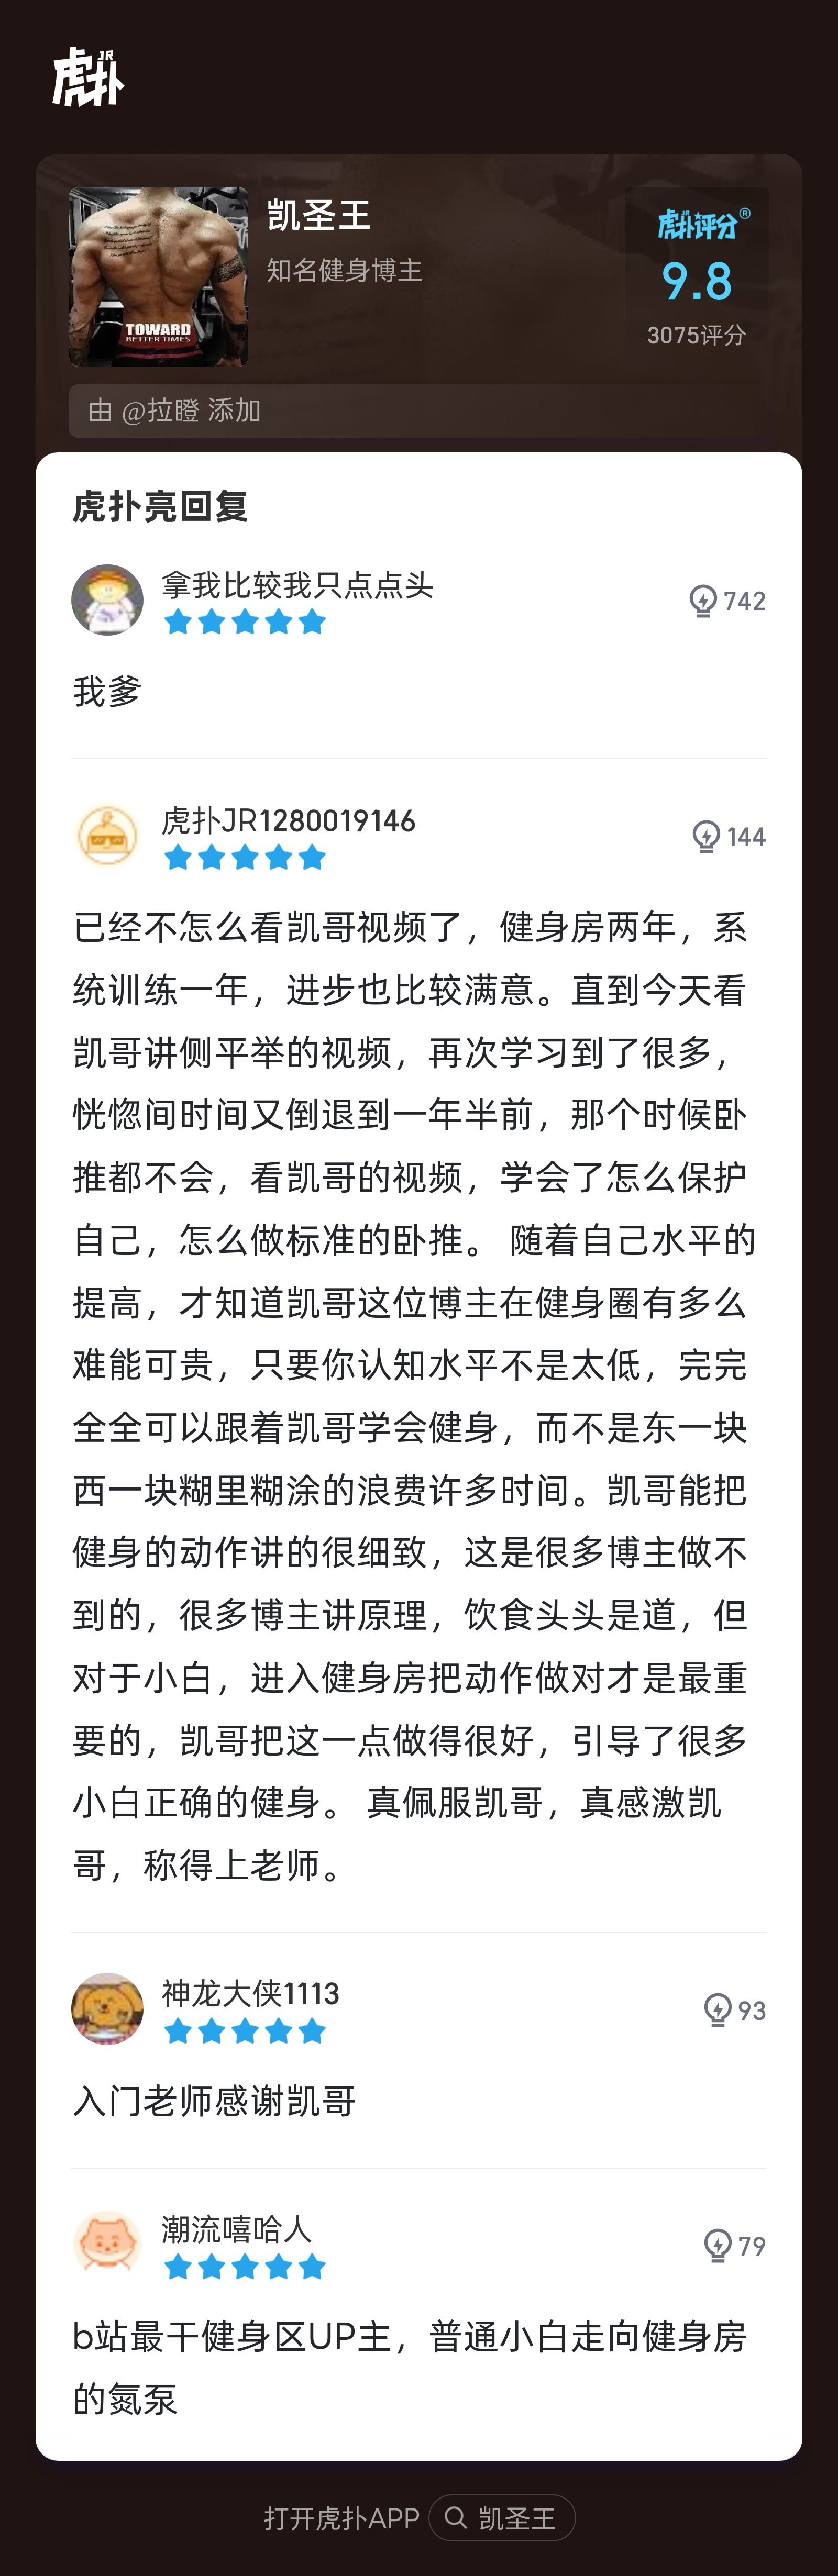 虎扑
JR
凯圣王
知名健身博主
虎扑评分®
9.8
3075评分
TOWARD
BETTER TIMES
由 @拉瞪 添加
虎扑亮回复
拿我比较我只点点头
742
我爹
虎扑JR1280019146
144
已经不怎么看凯哥视频了，健身房两年，系
统训练一年，进步也比较满意。直到今天看
凯哥讲侧平举的视频，再次学习到了很多，
恍惚间时间又倒退到一年半前，那个时候卧
推都不会，看凯哥的视频，学会了怎么保护
自己，怎么做标准的卧推。 随着自己水平的
提高，才知道凯哥这位博主在健身圈有多么
难能可贵，只要你认知水平不是太低，完完
全全可以跟着凯哥学会健身，而不是东一块
西一块糊里糊涂的浪费许多时间。凯哥能把
健身的动作讲的很细致，这是很多博主做不
到的，很多博主讲原理，饮食头头是道，但
对于小白，进入健身房把动作做对才是最重
要的，凯哥把这一点做得很好，引导了很多
小白正确的健身。 真佩服凯哥，真感激凯
哥，称得上老师。
神龙大侠1113
93
入门老师感谢凯哥
潮流嘻哈人
79
b站最干健身区UP主，普通小白走向健身房
的氮泵
打开虎扑APP
凯圣王